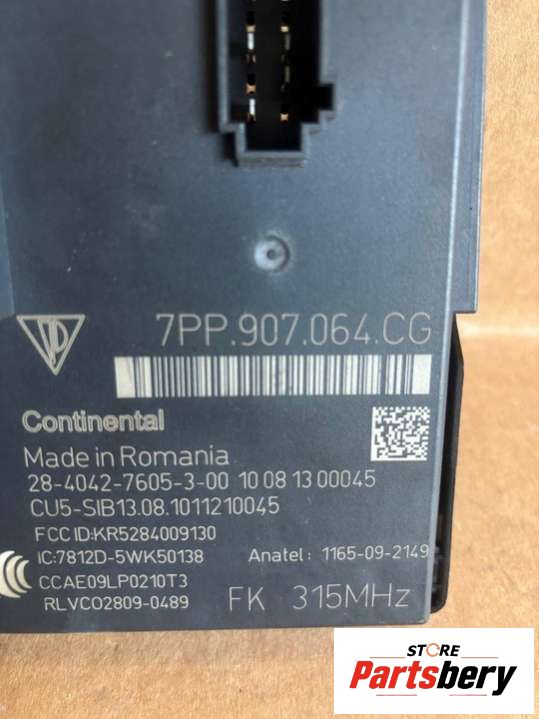 7PP.907.064.CG
Continental
Made in Romania
28-4042-7605-3-00 10 08 13 00045
CU5-SIB13.08.1011210045
FCC ID:KR5284009130
IC:7812D-5WK50138 Anatel: 1165-09-2149
CCAE09LP0210T3
RLVCO2809-0489 FK 315MHz
STORE
Partsbery